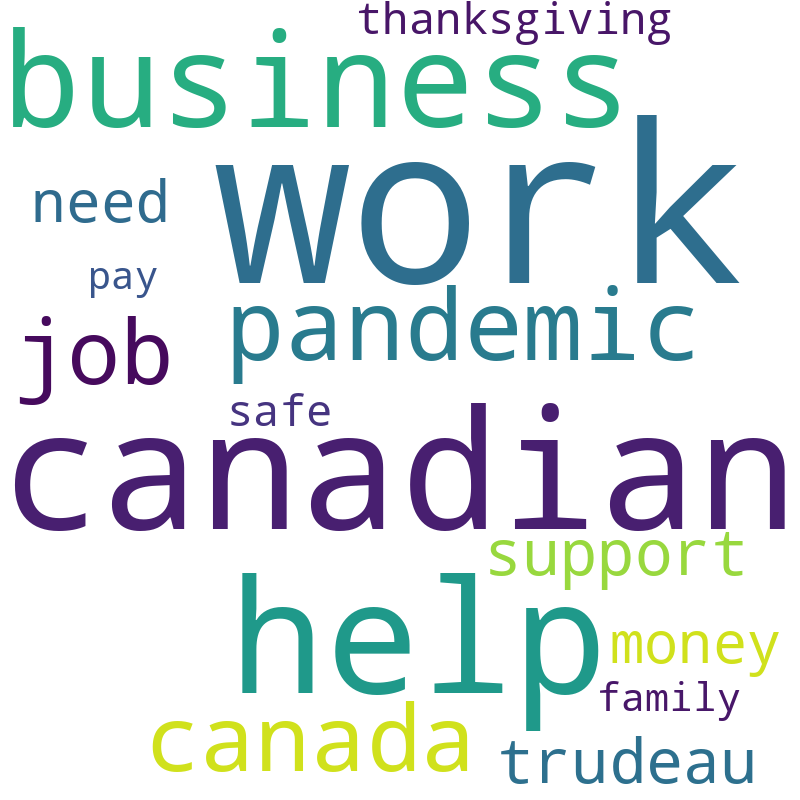 thanksgiving
business
work
need
pay
pandemic
job
safe
canadian
support
help
money
family
canada
trudeau